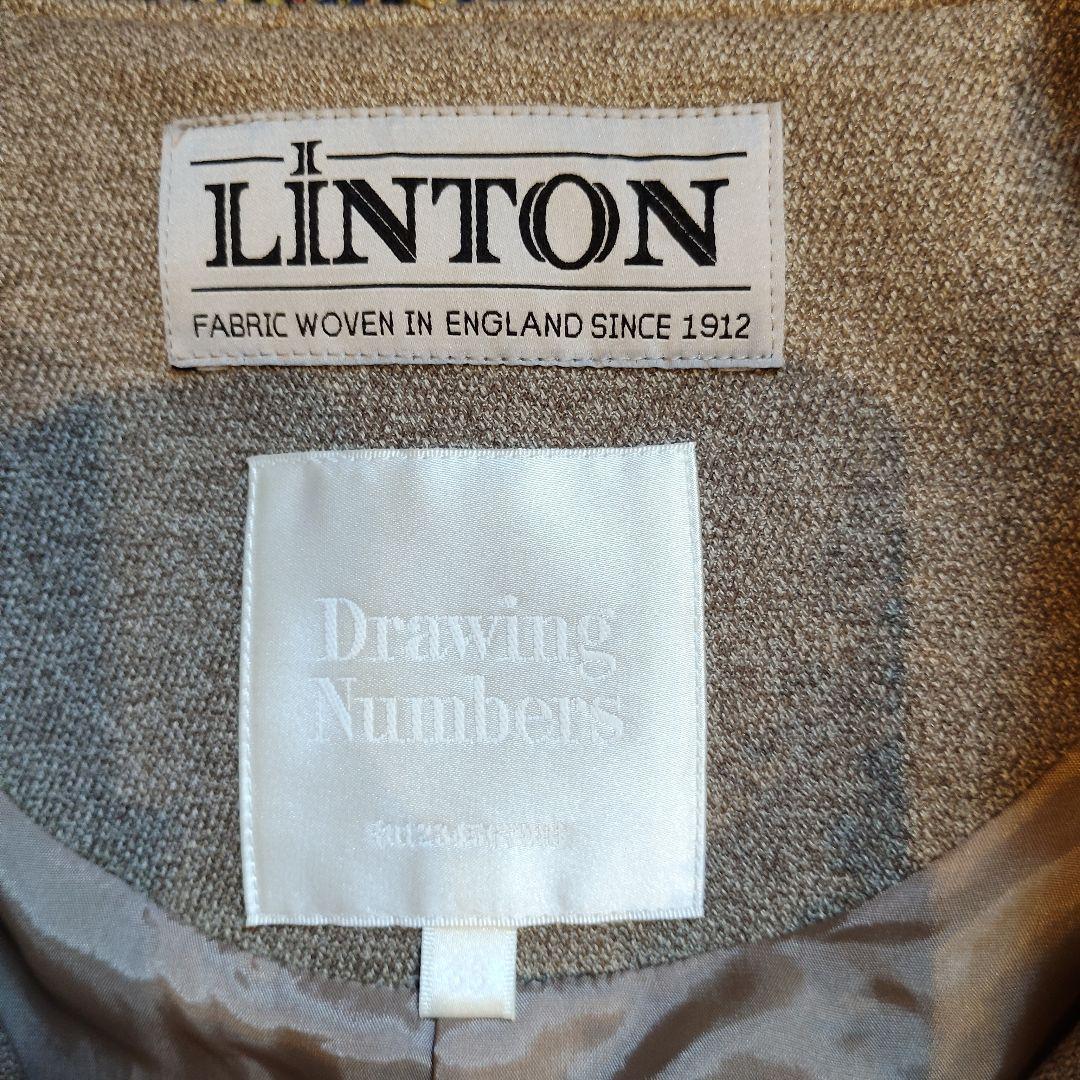 LINTON
FABRIC WOVEN IN ENGLAND SINCE 1912
Drawing
Numbers